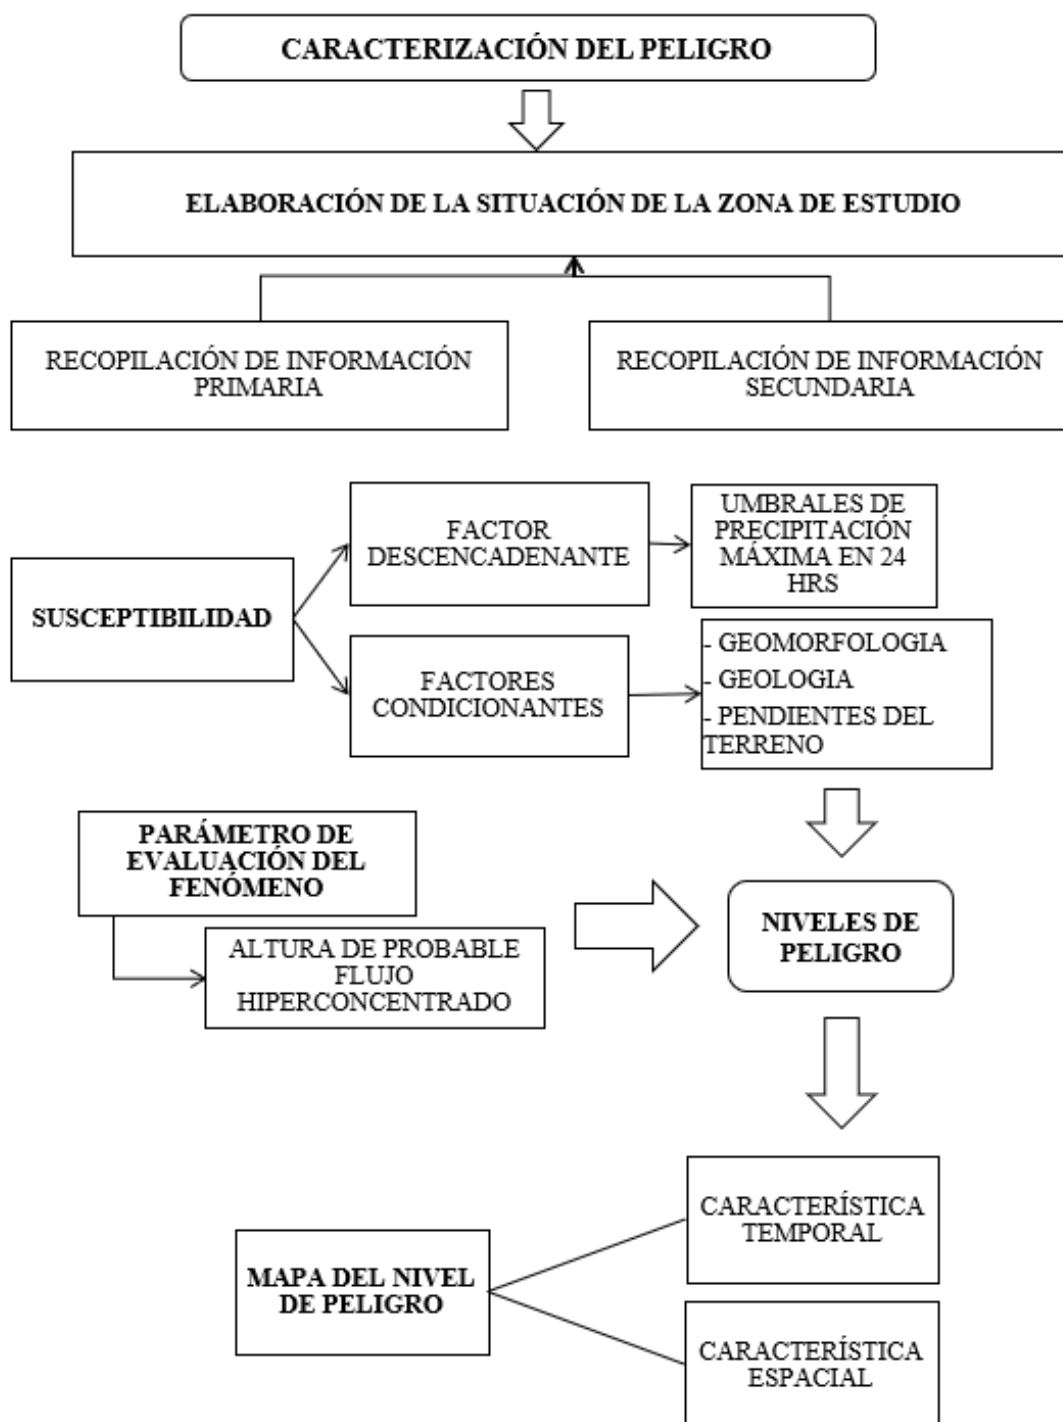 CARACTERIZACIÓN DEL PELIGRO
ELABORACIÓN DE LA SITUACIÓN DE LA ZONA DE ESTUDIO
RECOPILACIÓN DE INFORMACIÓN
PRIMARIA
RECOPILACIÓN DE INFORMACIÓN
SECUNDARIA
SUSCEPTIBILIDAD
FACTOR
DESCENCADENANTE
UMBRALES DE
PRECIPITACIÓN
MÁXIMA EN 24
HRS
FACTORES
CONDICIONANTES
- GEOMORFOLOGIA
- GEOLOGIA
- PENDIENTES DEL
TERRENO
PARÁMETRO DE
EVALUACIÓN DEL
FENÓMENO
ALTURA DE PROBABLE
FLUJO
HIPERCONCENTRADO
NIVELES DE
PELIGRO
MAPA DEL NIVEL
DE PELIGRO
CARACTERÍSTICA
TEMPORAL
CARACTERÍSTICA
ESPACIAL